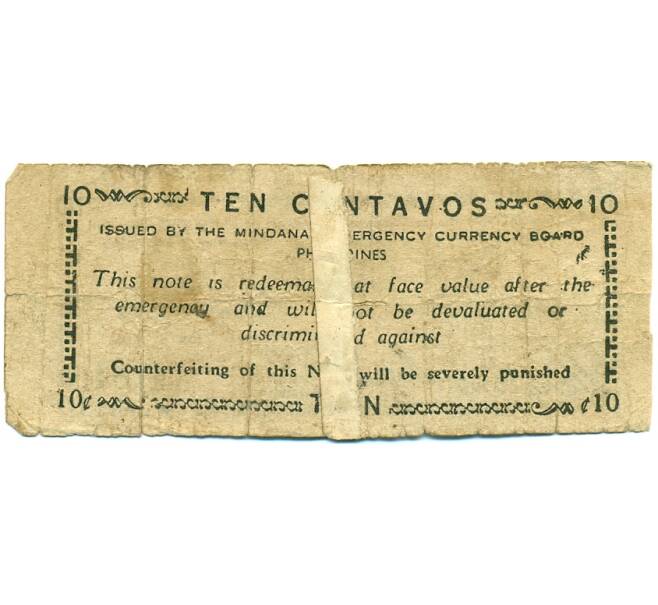 10 TEN C NTAVOS 10
ISSUED BY THE MINDANA ERGENCY CURRENCY BOARD
PH PINES
This note is redeema at face value after the
emergency and wil not be devaluated or
discrimi d against
Counterfeiting of this N will be severely punished
10¢ T N ¢10